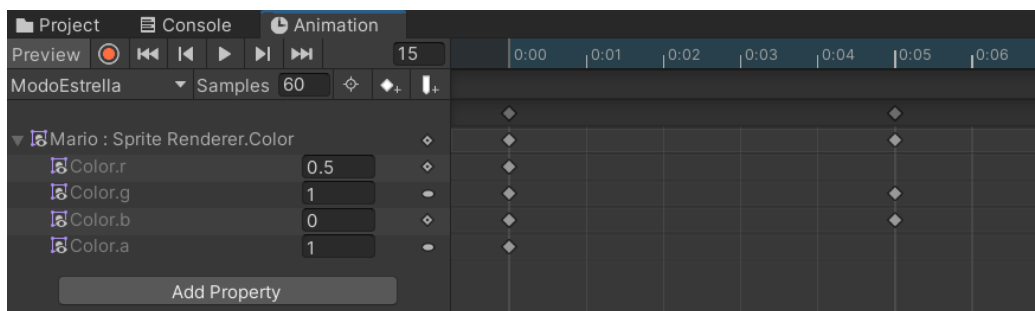 Project Console Animation
Preview 15 0:00 0:01 0:02 0:03 0:04 0:05 0:06
ModoEstrella Samples 60
Mario : Sprite Renderer.Color
Color.r 0.5
Color.g 1
Color.b 0
Color.a 1
Add Property